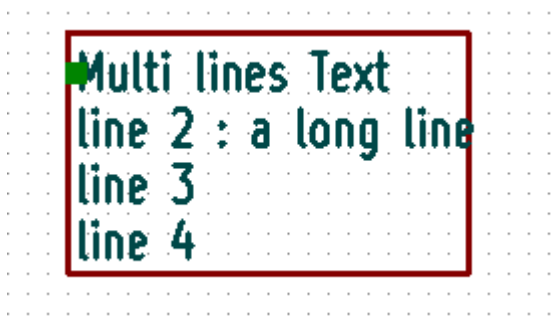 Multi lines Text
line 2 : a long line
line 3
line 4